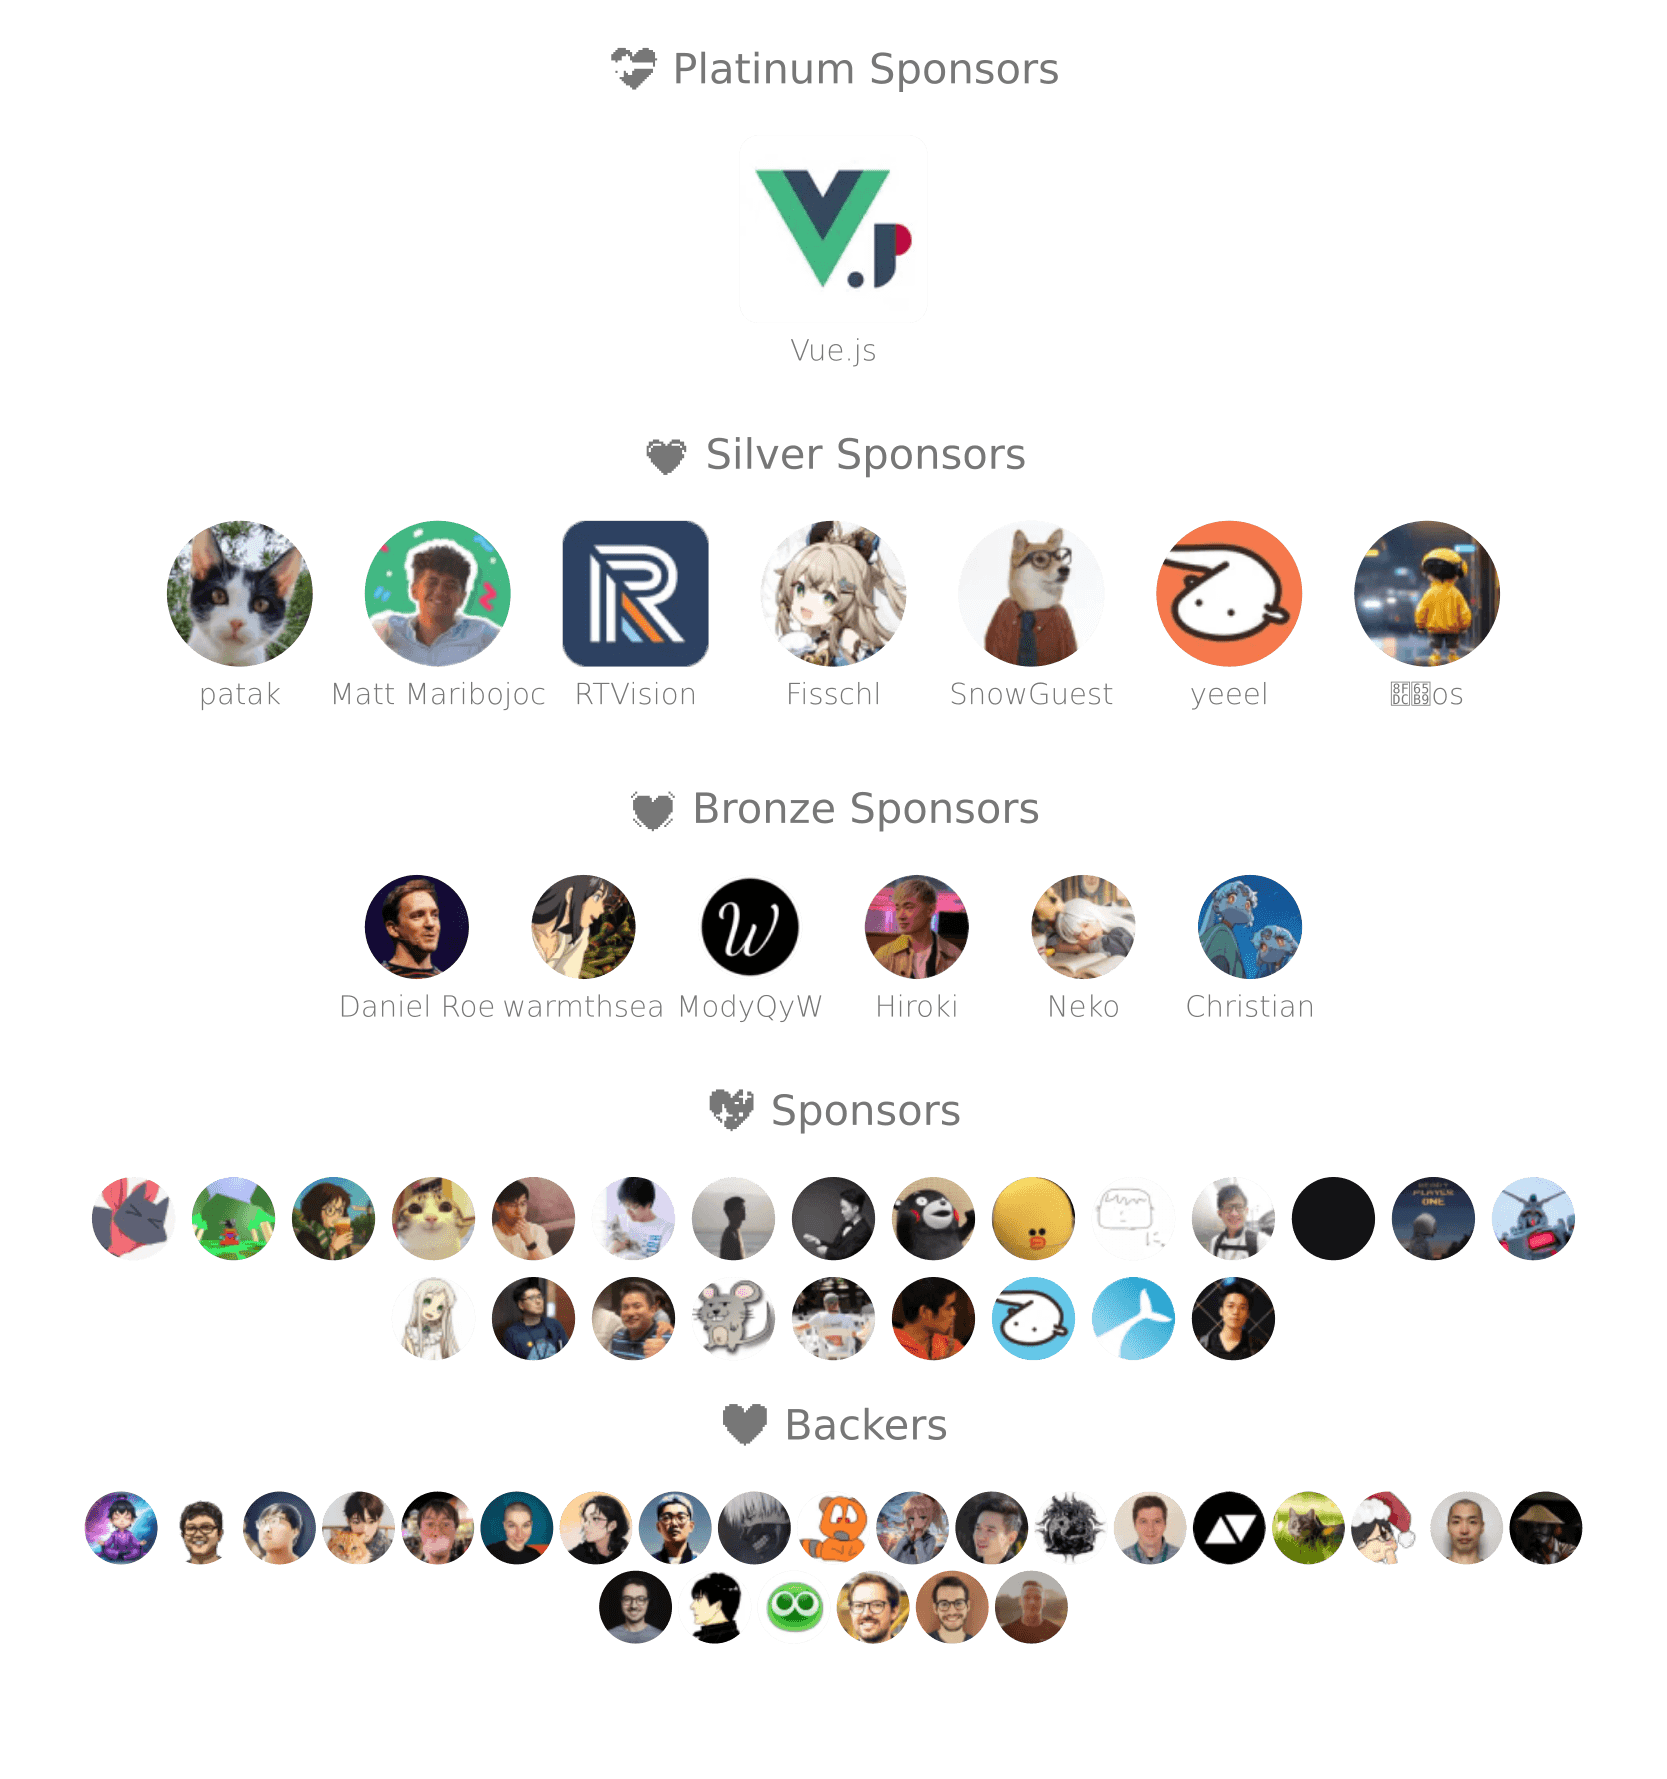 Platinum Sponsors
Vue.js
Silver Sponsors
patak Matt Maribojoc RTVision Fisschl SnowGuest yeeel os
Bronze Sponsors
Daniel Roe warmthsea ModyQyW Hiroki Neko Christian
Sponsors
Backers